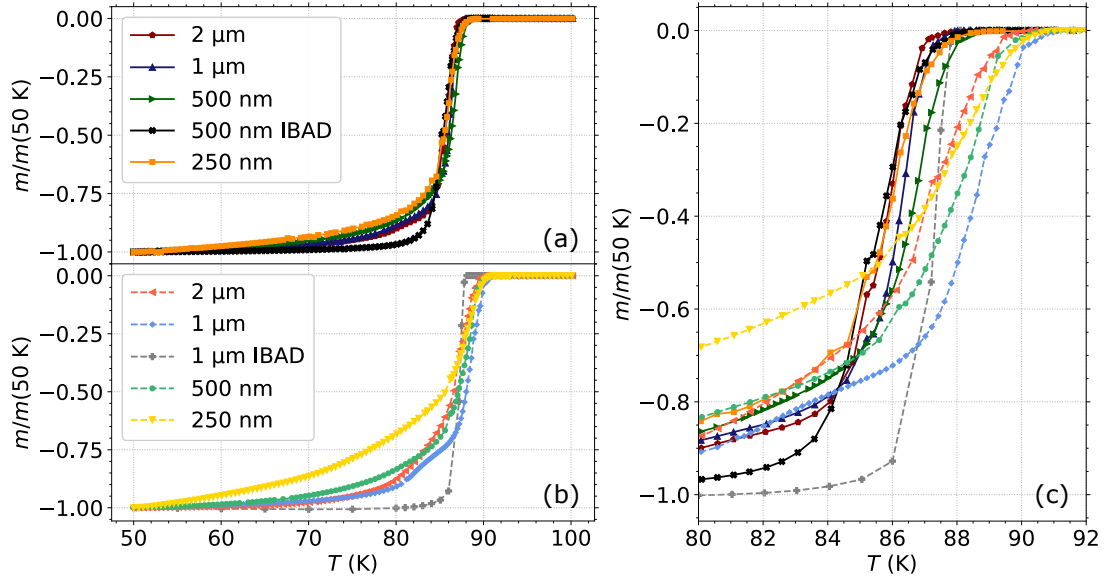 m/m(50 K)
0.00
−0.25
−0.50
−0.75
−1.00
2 μm
1 μm
500 nm
500 nm IBAD
250 nm
(a)
m/m(50 K)
0.00
−0.25
−0.50
−0.75
−1.00
2 μm
1 μm
1 μm IBAD
500 nm
250 nm
(b)
50 60 70 80 90 100
T (K)
m/m(50 K)
0.0
−0.2
−0.4
−0.6
−0.8
−1.0
(c)
80 82 84 86 88 90 92
T (K)